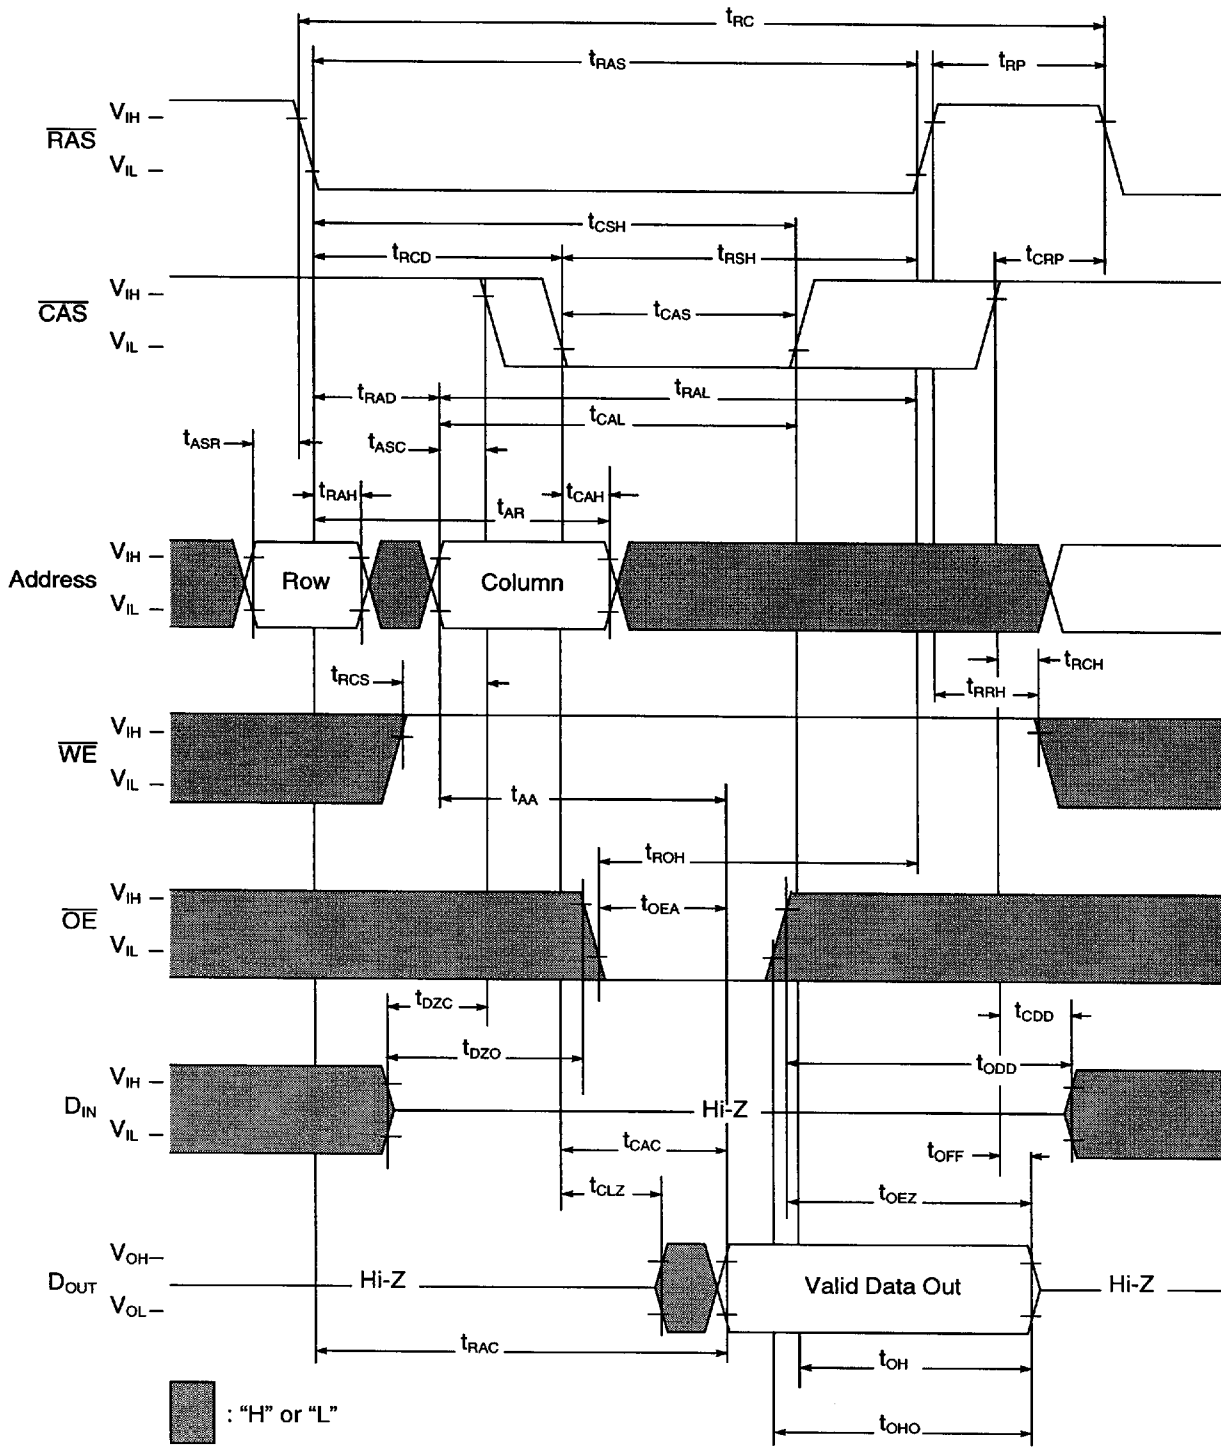 tRC
tRAS
tRP
VIH
RAS
VIL
tCSH
tRCD
tRSH
tCRP
VIH
CAS
tCAS
VIL
tRAD
tRAL
tCAL
tASR
tASC
tRAH
tCAH
tAR
VIH
Address
Row
Column
VIL
tRCS
tRCH
tRRH
VIH
WE
VIL
tAA
tROH
VIH
OE
tOEA
VIL
tDZC
tCDD
tDZO
tODD
VIH
DIN
Hi-Z
VIL
tCAC
tOFF
tCLZ
tOEZ
VOH
DOUT
Hi-Z
Valid Data Out
Hi-Z
VOL
tRAC
tOH
: “H” or “L”
tOHO